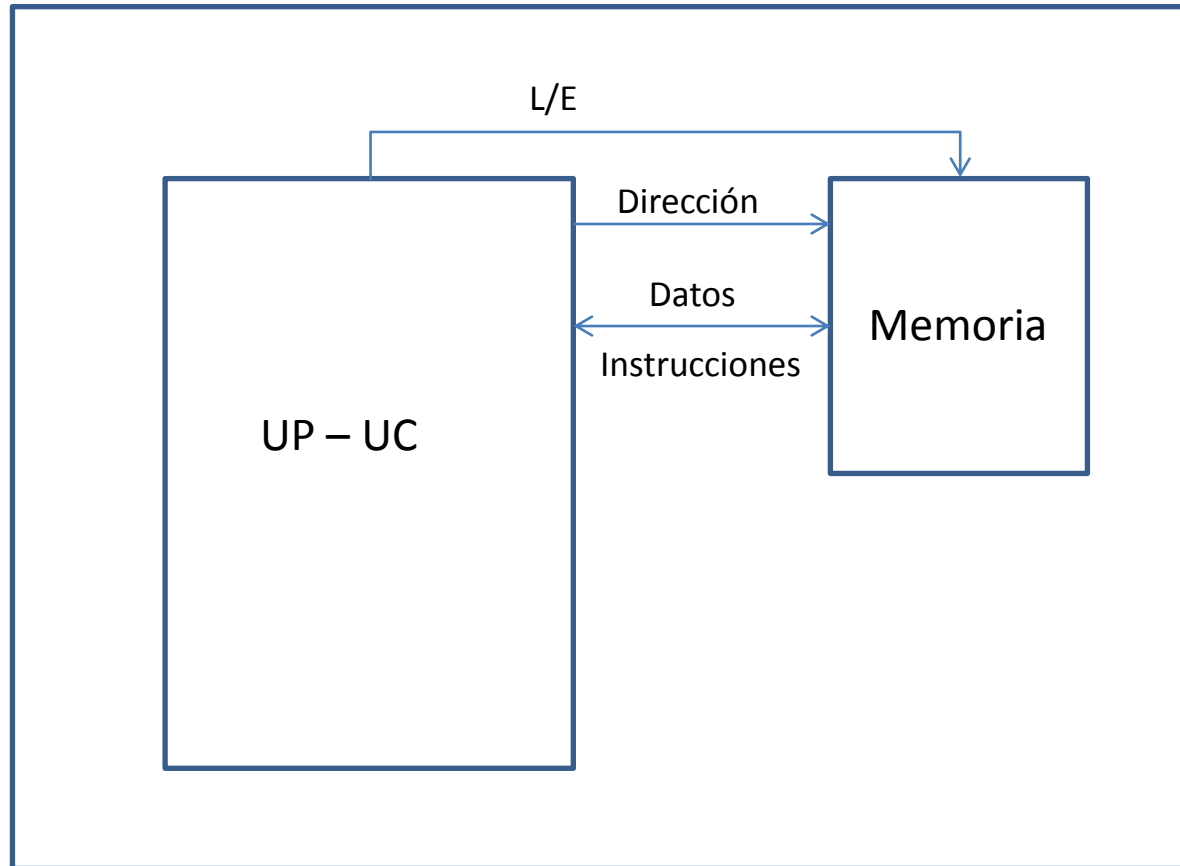 L/E
Dirección
Datos
Instrucciones
Memoria
UP – UC